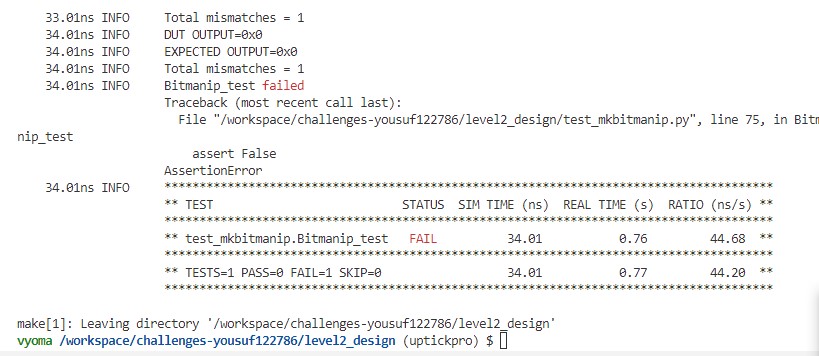 33.01ns INFO     Total mismatches = 1
34.01ns INFO     DUT OUTPUT=0x0
34.01ns INFO     EXPECTED OUTPUT=0x0
34.01ns INFO     Total mismatches = 1
34.01ns INFO     Bitmanip_test failed
Traceback (most recent call last):
File "/workspace/challenges-yousuf122786/level2_design/test_mkbitmanip.py", line 75, in Bitm
nip_test
assert False
AssertionError
34.01ns INFO     **************************************************************************************
** TEST                          STATUS  SIM TIME (ns)  REAL TIME (s)  RATIO (ns/s) **
**************************************************************************************
** test_mkbitmanip.Bitmanip_test   FAIL          34.01           0.76         44.68  **
**************************************************************************************
** TESTS=1 PASS=0 FAIL=1 SKIP=0                  34.01           0.77         44.20  **
**************************************************************************************
make[1]: Leaving directory '/workspace/challenges-yousuf122786/level2_design'
vyoma /workspace/challenges-yousuf122786/level2_design (uptickpro) $